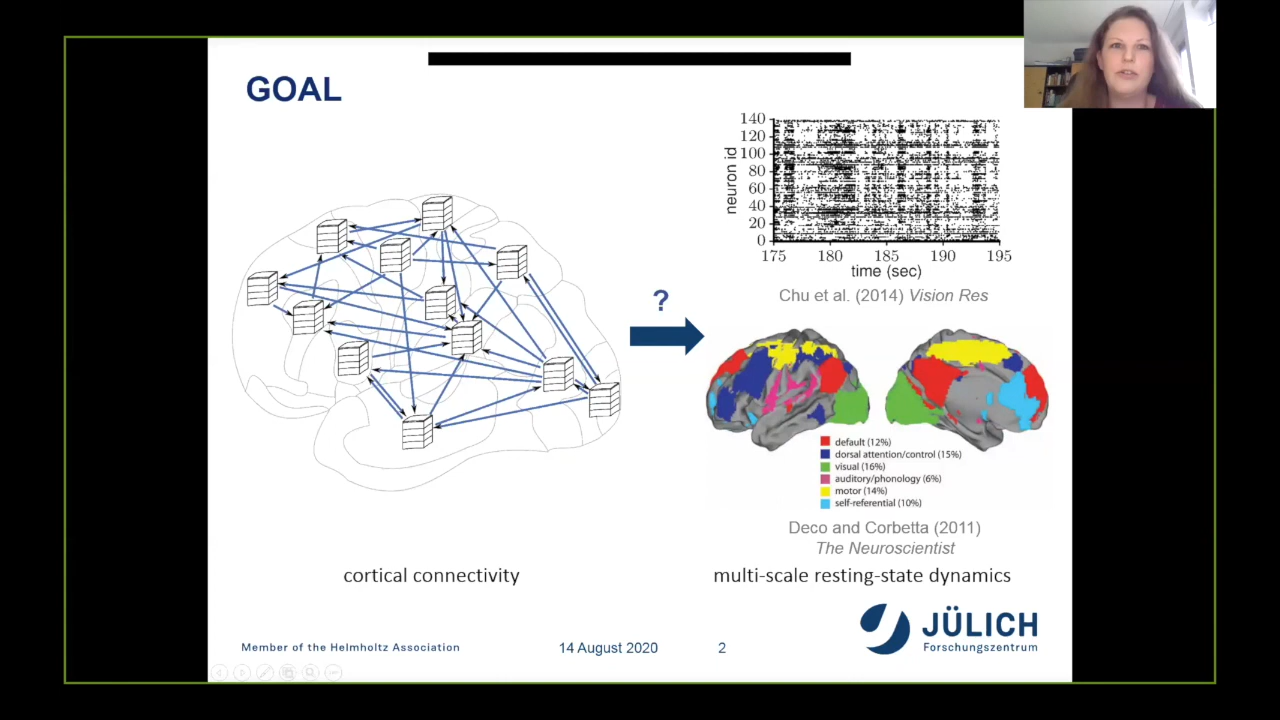 GOAL
140
120
100
80
60
40
20
0
neuron id
175 180 185 190 195
time (sec)
Chu et al. (2014) Vision Res
?
default (12%)
dorsal attention/control (15%)
visual (16%)
auditory/phonology (6%)
motor (14%)
self-referential (10%)
Deco and Corbetta (2011)
The Neuroscientist
cortical connectivity
multi-scale resting-state dynamics
JÜLICH
Forschungszentrum
Member of the Helmholtz Association
14 August 2020
2